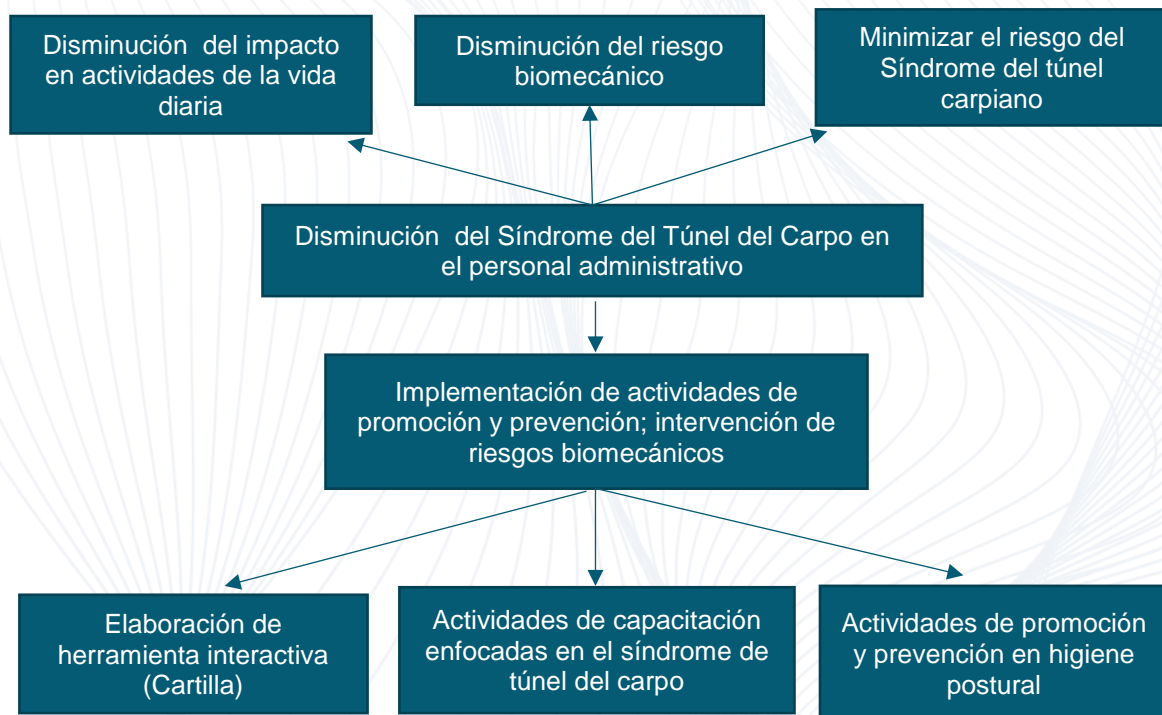 Disminución del impacto
en actividades de la vida
diaria
Disminución del riesgo
biomecánico
Minimizar el riesgo del
Síndrome del túnel
carpiano
Disminución del Síndrome del Túnel del Carpo en
el personal administrativo
Implementación de actividades de
promoción y prevención; intervención de
riesgos biomecánicos
Elaboración de
herramienta interactiva
(Cartilla)
Actividades de capacitación
enfocadas en el síndrome de
túnel del carpo
Actividades de promoción
y prevención en higiene
postural